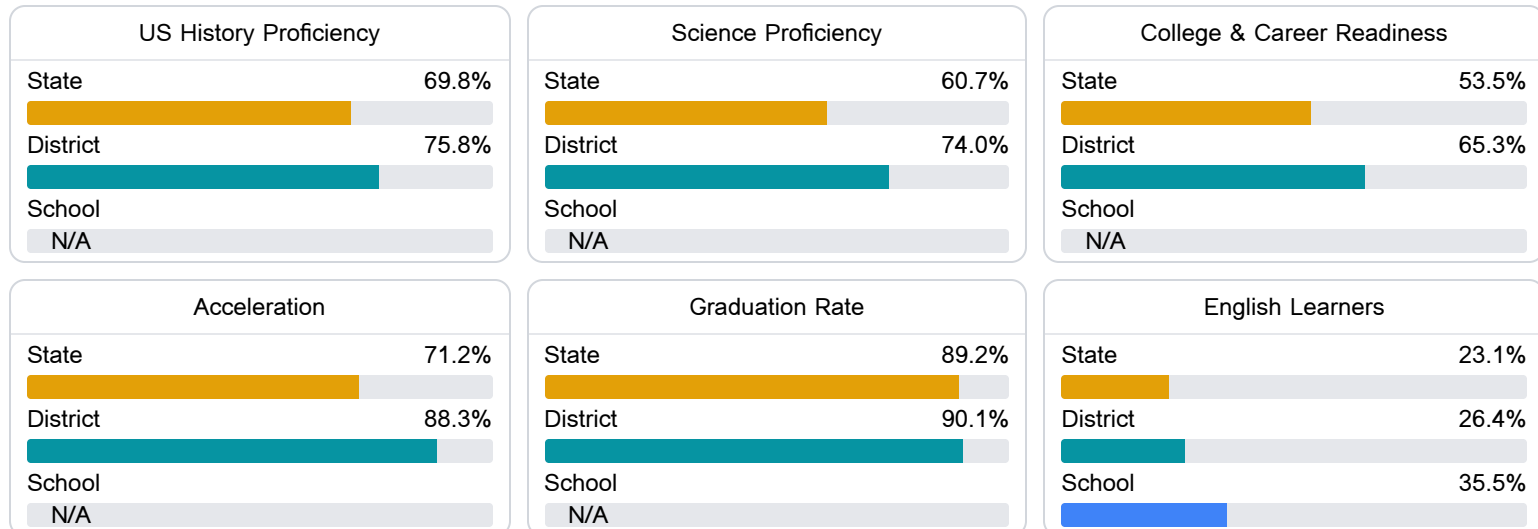 US History Proficiency
State 69.8%
District 75.8%
School
N/A
Science Proficiency
State 60.7%
District 74.0%
School
N/A
College & Career Readiness
State 53.5%
District 65.3%
School
N/A
Acceleration
State 71.2%
District 88.3%
School
N/A
Graduation Rate
State 89.2%
District 90.1%
School
N/A
English Learners
State 23.1%
District 26.4%
School 35.5%